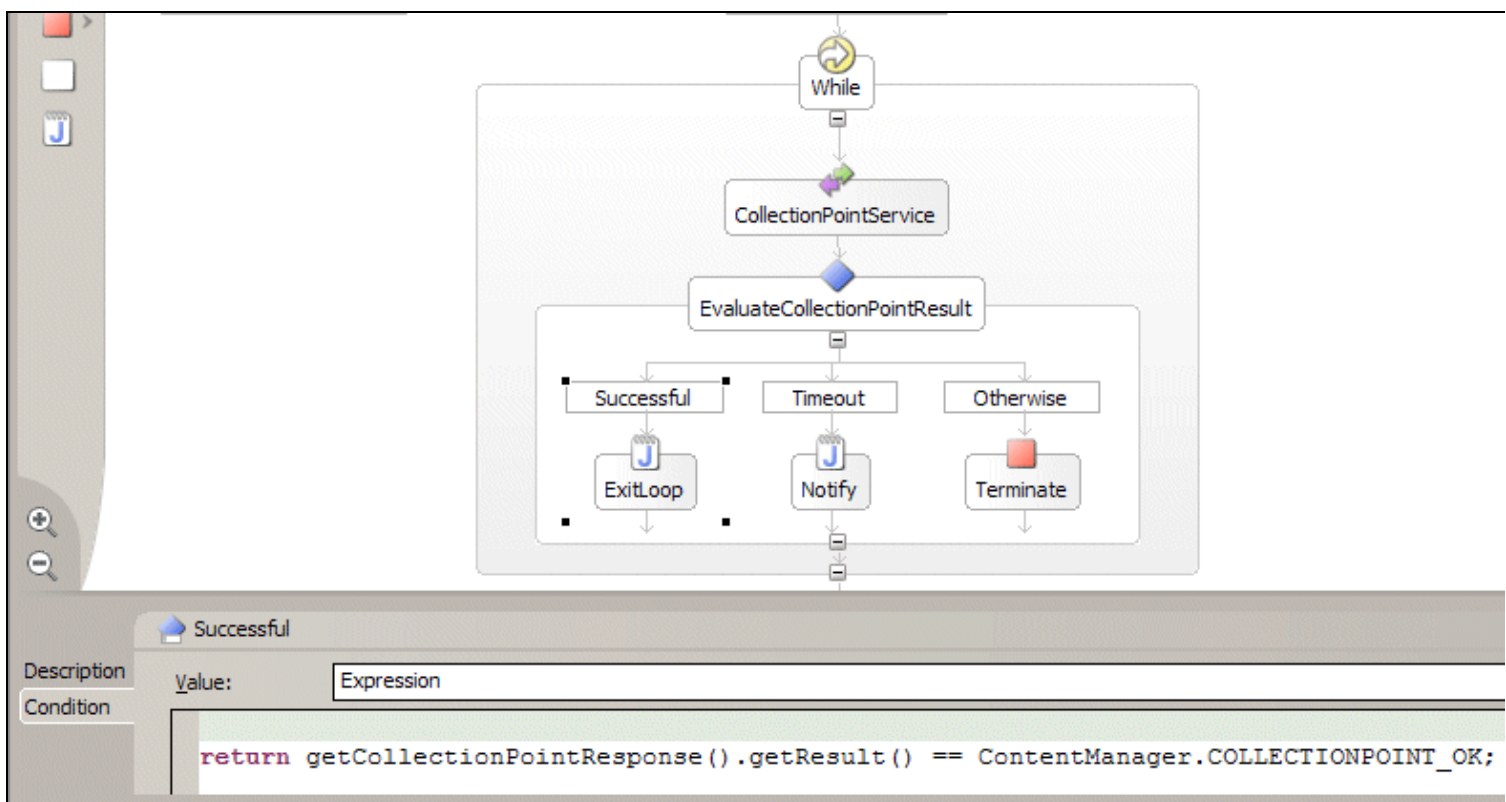 While
CollectionPointService
EvaluateCollectionPointResult
Successful Timeout Otherwise
J J
ExitLoop Notify Terminate
J
Successful
Description
Condition
Value: Expression
return getCollectionPointResponse().getResult() == ContentManager.COLLECTIONPOINT_OK;